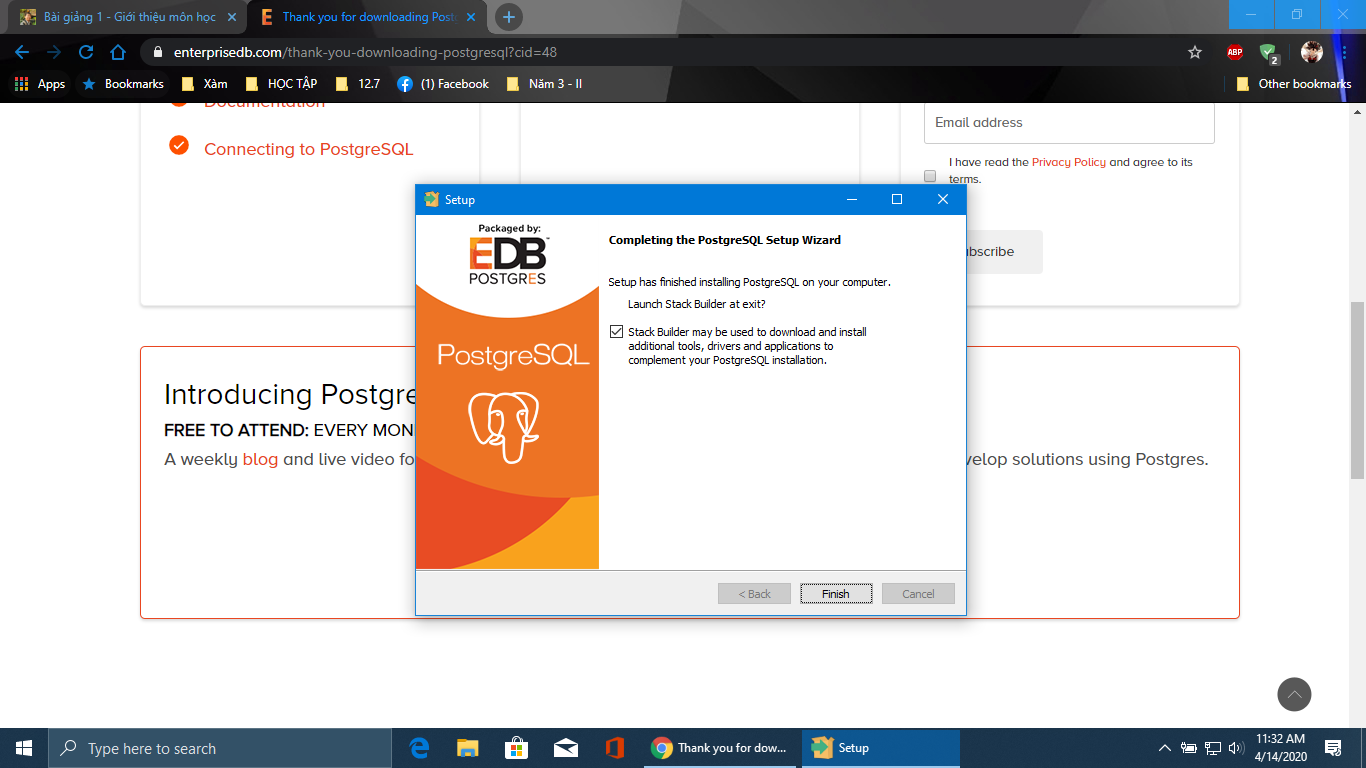 Bài giảng 1 - Giới thiệu môn học
Thank you for downloading Post
enterprisedb.com/thank-you-downloading-postgresql?cid=48
ABP
2
Apps
Bookmarks
Xàm
HỌC TẬP
12.7
(1) Facebook
Năm 3 - II
Other bookmarks
Documentation
Connecting to PostgreSQL
Email address
I have read the Privacy Policy and agree to its
terms.
bscribe
Setup
Packaged by:
EDB™
POSTGRES
PostgreSQL
Completing the PostgreSQL Setup Wizard
Setup has finished installing PostgreSQL on your computer.
Launch Stack Builder at exit?
Stack Builder may be used to download and install
additional tools, drivers and applications to
complement your PostgreSQL installation.
< Back
Finish
Cancel
Introducing Postgre
FREE TO ATTEND: EVERY MON
A weekly blog and live video fo
velop solutions using Postgres.
Type here to search
Thank you for dow...
Setup
11:32 AM
4/14/2020